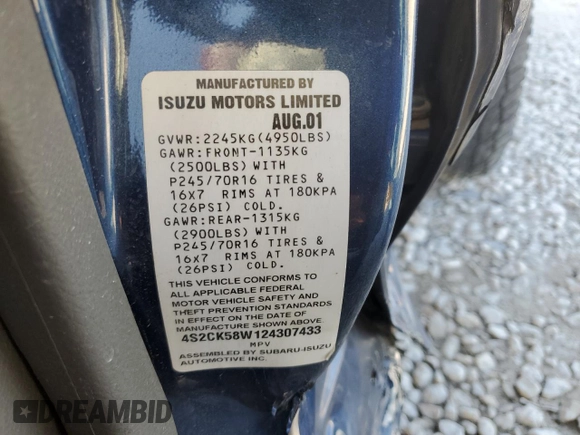 MANUFACTURED BY
ISUZU MOTORS LIMITED
AUG.01
GVWR:2245KG(4950LBS)
GAWR:FRONT-1135KG
(2500LBS) WITH
P245/70R16 TIRES &
16X7 RIMS AT 180KPA
(26PSI) COLD.
GAWR:REAR-1315KG
(2900LBS) WITH
P245/70R16 TIRES &
16X7 RIMS AT 180KPA
(26PSI) COLD.
THIS VEHICLE CONFORMS TO
ALL APPLICABLE FEDERAL
MOTOR VEHICLE SAFETY AND
THEFT PREVENTION STANDARDS
IN EFFECT ON THE DATE OF
MANUFACTURE SHOWN ABOVE.
4S2CK58W124307433
MPV
ASSEMBLED BY SUBARU-ISUZU
AUTOMOTIVE INC.
DREAMBID